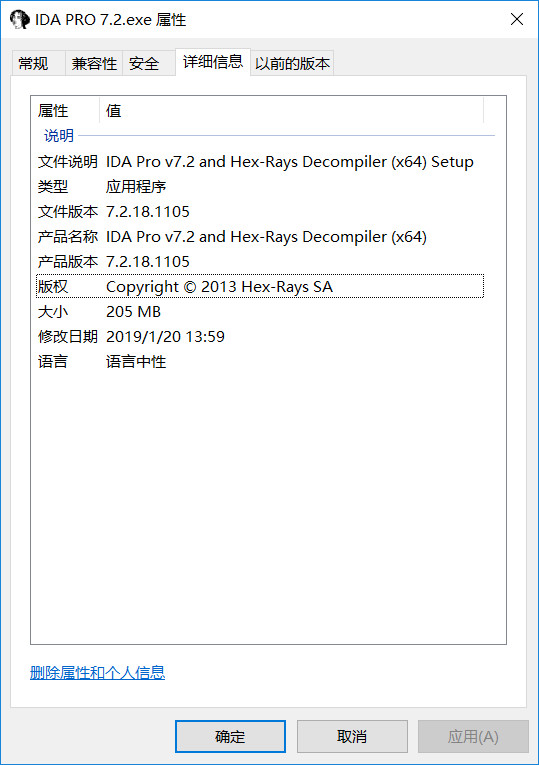 IDA PRO 7.2.exe 属性
常规 兼容性 安全 详细信息 以前的版本
属性 值
说明
文件说明 IDA Pro v7.2 and Hex-Rays Decompiler (x64) Setup
类型 应用程序
文件版本 7.2.18.1105
产品名称 IDA Pro v7.2 and Hex-Rays Decompiler (x64)
产品版本 7.2.18.1105
版权 Copyright © 2013 Hex-Rays SA
大小 205 MB
修改日期 2019/1/20 13:59
语言 语言中性
删除属性和个人信息
确定 取消 应用(A)